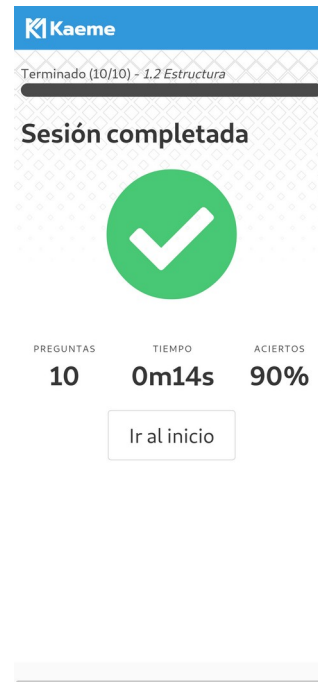 Kaeme
Terminado (10/10) - 1.2 Estructura
Sesión completada
PREGUNTAS TIEMPO ACIERTOS
10 0m14s 90%
Ir al inicio